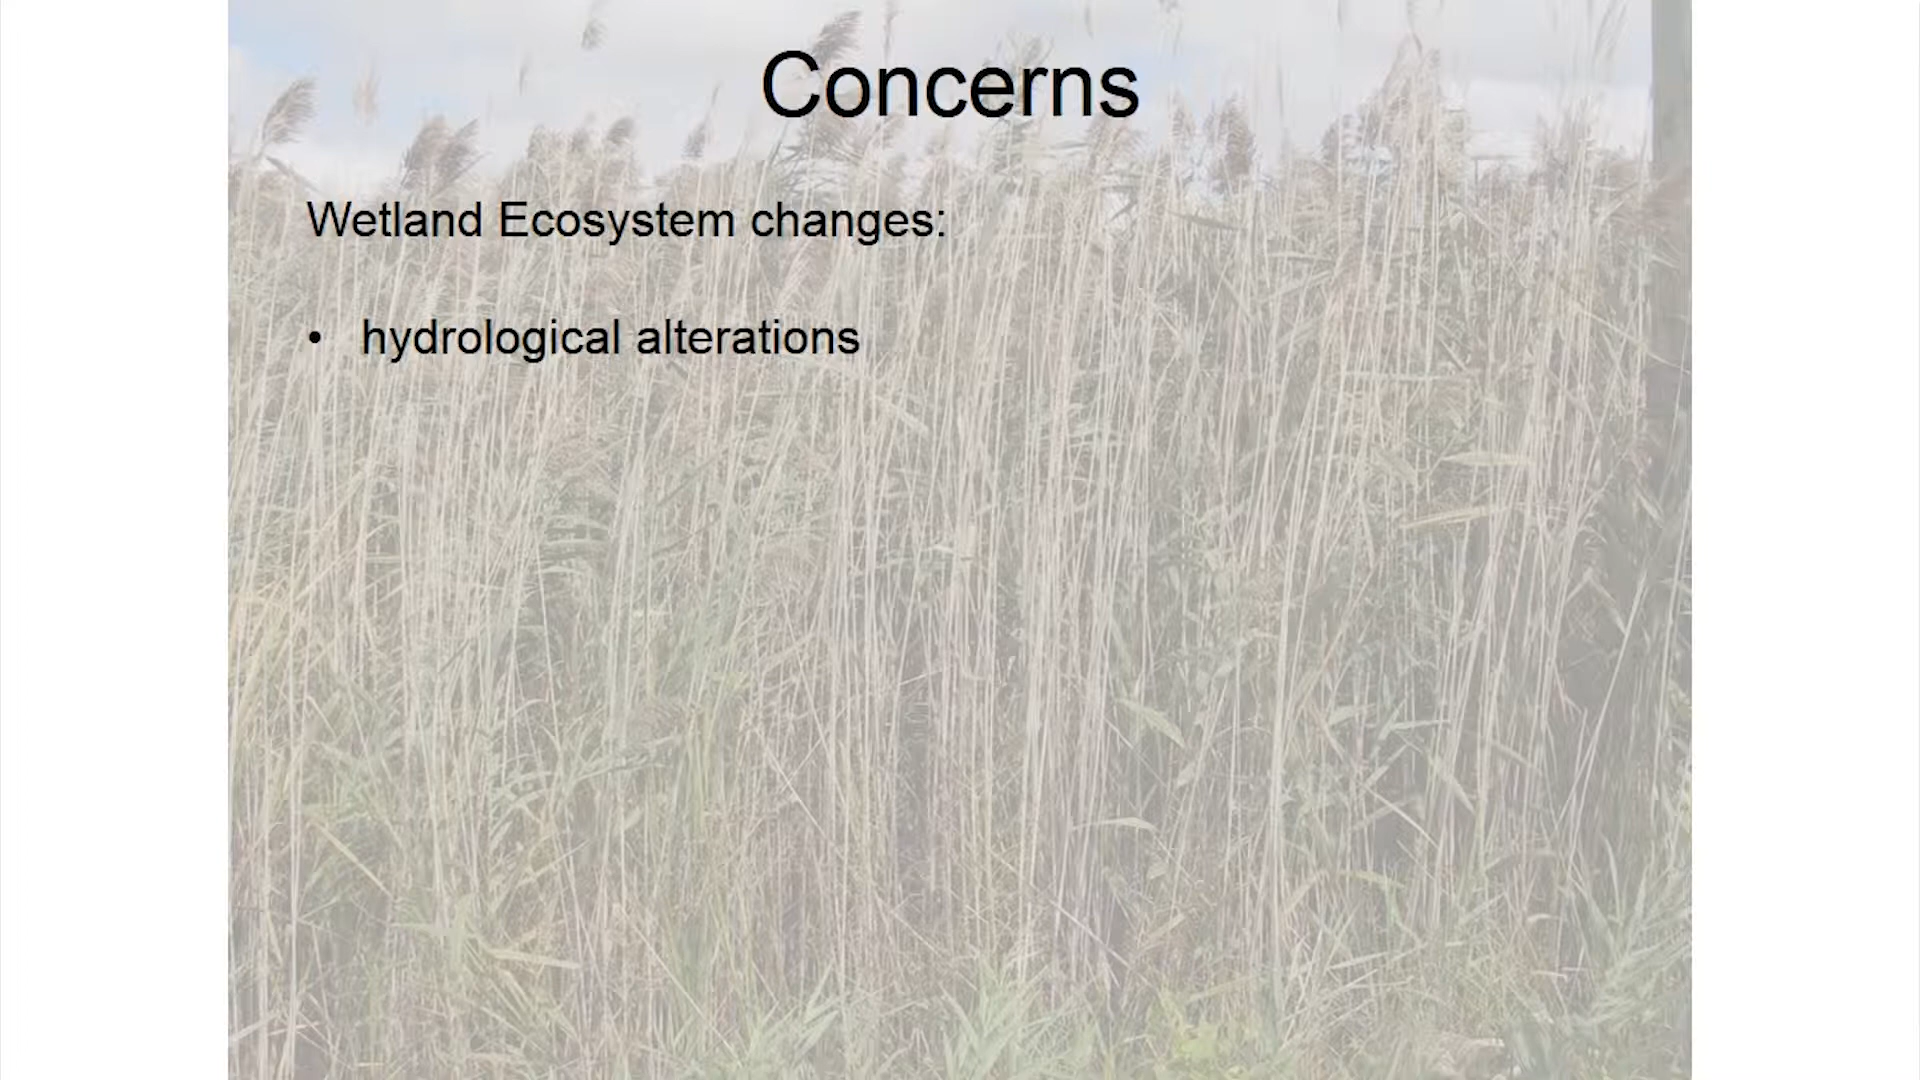 Concerns
Wetland Ecosystem changes:
• hydrological alterations